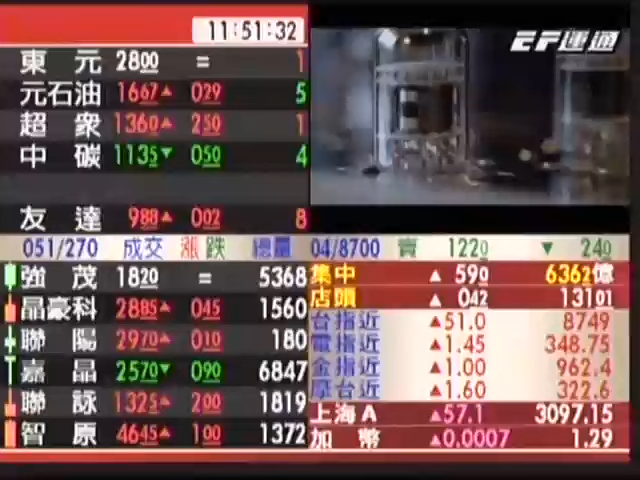 11:51:32
EF運通
東元 2800 = 1
元石油 1667▲ 029 5
超衆 1360▲ 250 1
中碳 1135▼ 050 4
友達 988▲ 002 8
051/270 成交 漲跌 總量
強茂 1820 = 5368
晶豪科 2885▲ 045 1560
聯陽 2970▲ 010 180
嘉晶 2570▼ 090 6847
聯詠 1325▲ 200 1819
智原 4645▲ 100 1372
04/8700 賣 1220 ▼ 240
集中 ▲ 590 6362億
店頭 ▲ 042 13101
台指近 ▲51.0 8749
電指近 ▲1.45 348.75
金指近 ▲1.00 962.4
摩台近 ▲1.60 322.6
上海A ▲57.1 3097.15
加幣 ▲0.0007 1.29